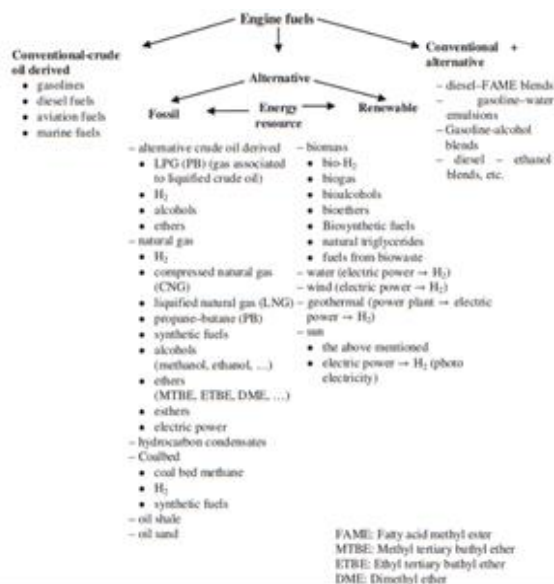 Engine fuels
Conventional-crude
oil derived
• gasolines
• diesel fuels
• aviation fuels
• marine fuels
Alternative
Fossil
Energy
resource
Renewable
Conventional +
alternative
– diesel–FAME blends
– gasoline–water
emulsions
– Gasoline-alcohol
blends
– diesel – ethanol
blends, etc.
– alternative crude oil derived
• LPG (PB) (gas associated
to liquified crude oil)
• H2
• alcohols
• ethers
– natural gas
• H2
• compressed natural gas
(CNG)
• liquified natural gas (LNG)
• propane–butane (PB)
• synthetic fuels
• alcohols
(methanol, ethanol, …)
• ethers
(MTBE, ETBE, DME, …)
• esthers
• electric power
– hydrocarbon condensates
– Coalbed
• coal bed methane
• H2
• synthetic fuels
– oil shale
– oil sand
– biomass
• bio-H2
• biogas
• bioalcohols
• bioethers
• Biosynthetic fuels
• natural triglycerides
• fuels from biowaste
– water (electric power → H2)
– wind (electric power → H2)
– geothermal (power plant → electric
power → H2)
– sun
• the above mentioned
• electric power → H2 (photo
electricity)
FAME: Fatty acid methyl ester
MTBE: Methyl tertiary buthyl ether
ETBE: Ethyl tertiary buthyl ether
DME: Dimethyl ether